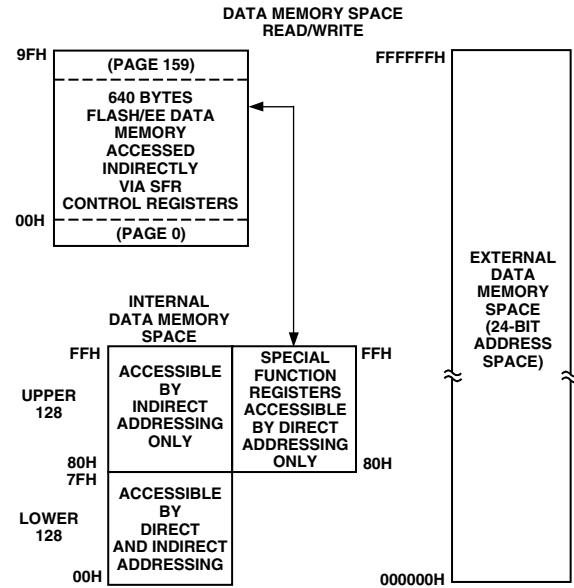 DATA MEMORY SPACE
READ/WRITE
9FH
(PAGE 159)
640 BYTES
FLASH/EE DATA
MEMORY
ACCESSED
INDIRECTLY
VIA SFR
CONTROL REGISTERS
00H
(PAGE 0)
FFFFFFH
EXTERNAL
DATA
MEMORY
SPACE
(24-BIT
ADDRESS
SPACE)
000000H
INTERNAL
DATA MEMORY
SPACE
FFH
UPPER
128
80H
ACCESSIBLE
BY
INDIRECT
ADDRESSING
ONLY
SPECIAL
FUNCTION
REGISTERS
ACCESSIBLE
BY DIRECT
ADDRESSING
ONLY
FFH
80H
7FH
LOWER
128
00H
ACCESSIBLE
BY
DIRECT
AND INDIRECT
ADDRESSING